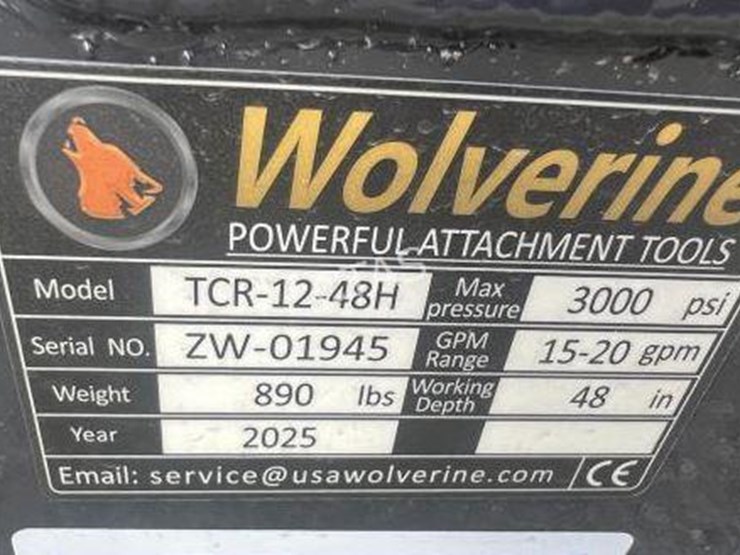 Wolverine
POWERFUL ATTACHMENT TOOLS
Model TCR-12-48H Max pressure 3000 psi
Serial NO. ZW-01945 GPM Range 15-20 gpm
Weight 890 lbs Working Depth 48 in
Year 2025
Email: service@usawolverine.com CE